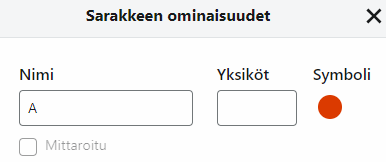 Sarakkeen ominaisuudet
Nimi Yksiköt Symboli
A
Mittaroitu